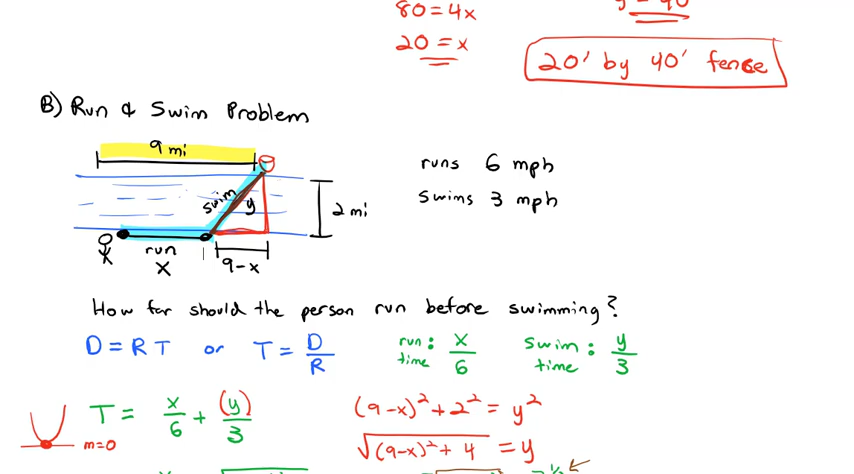 80 = 4x
20 = x
20' by 40' fence
B) Run & Swim Problem
9 mi
runs 6 mph
swim
y
swims 3 mph
2 mi
run
x
9-x
How far should the person run before swimming?
D = R T or T = D/R
run time : x/6
swim time : y/3
T = x/6 + (y)/3
(9-x)² + 2² = y²
m=0
√(9-x)² + 4 = y